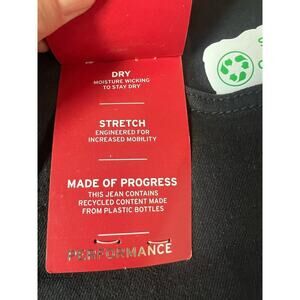 DRY
MOISTURE WICKING
TO STAY DRY
STRETCH
ENGINEERED FOR
INCREASED MOBILITY
MADE OF PROGRESS
THIS JEAN CONTAINS
RECYCLED CONTENT MADE
FROM PLASTIC BOTTLES
PERFORMANCE